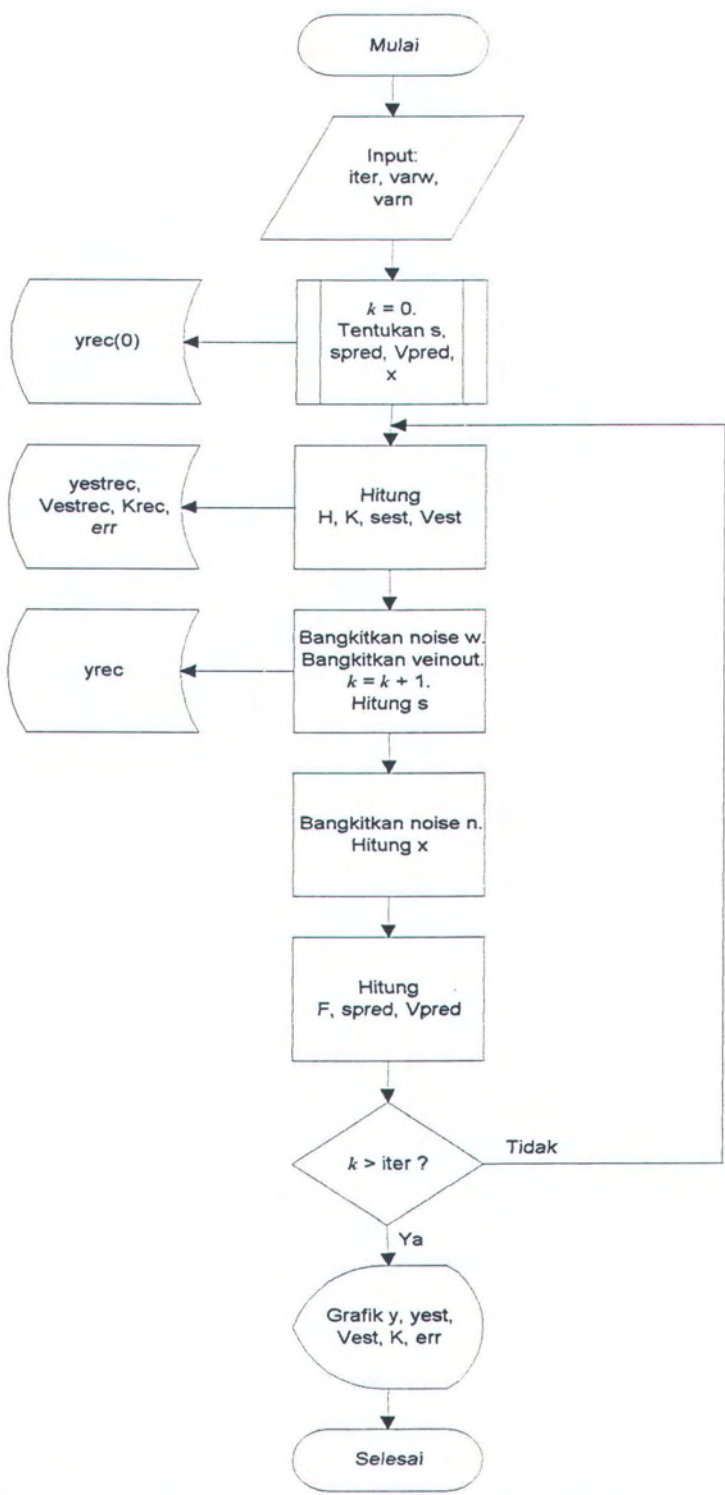 Mulai
Input:
iter, varw,
varn
k = 0.
Tentukan s,
spred, Vpred,
x
yrec(0)
Hitung
H, K, sest, Vest
yestrec,
Vestrec, Krec,
err
Bangkitkan noise w.
Bangkitkan veinout.
k = k + 1.
Hitung s
yrec
Bangkitkan noise n.
Hitung x
Hitung
F, spred, Vpred
k > iter ?
Tidak
Ya
Grafik y, yest,
Vest, K, err
Selesai